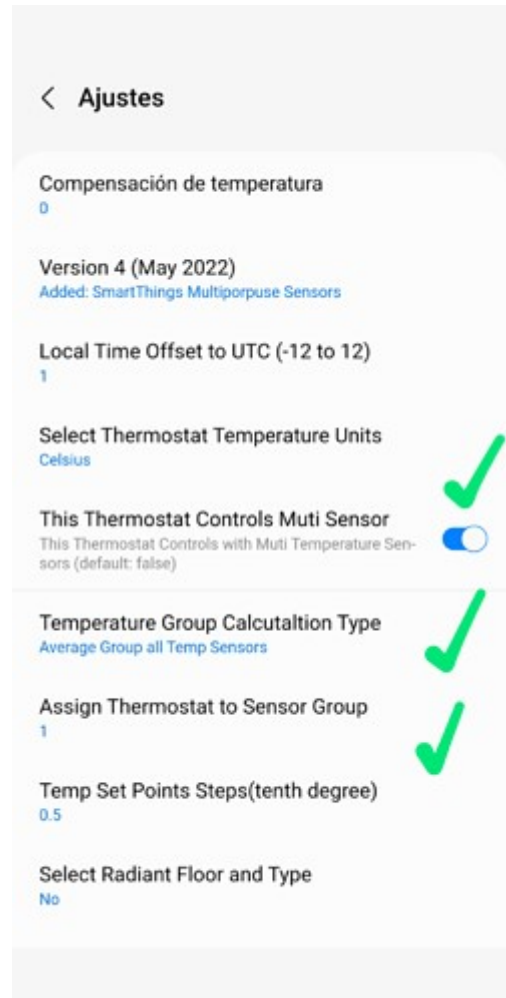 Ajustes
Compensación de temperatura
0
Version 4 (May 2022)
Added: SmartThings Multiporpuse Sensors
Local Time Offset to UTC (-12 to 12)
1
Select Thermostat Temperature Units
Celsius
This Thermostat Controls Muti Sensor
This Thermostat Controls with Muti Temperature Sen-
sors (default: false)
Temperature Group Calcutaltion Type
Average Group all Temp Sensors
Assign Thermostat to Sensor Group
1
Temp Set Points Steps(tenth degree)
0.5
Select Radiant Floor and Type
No